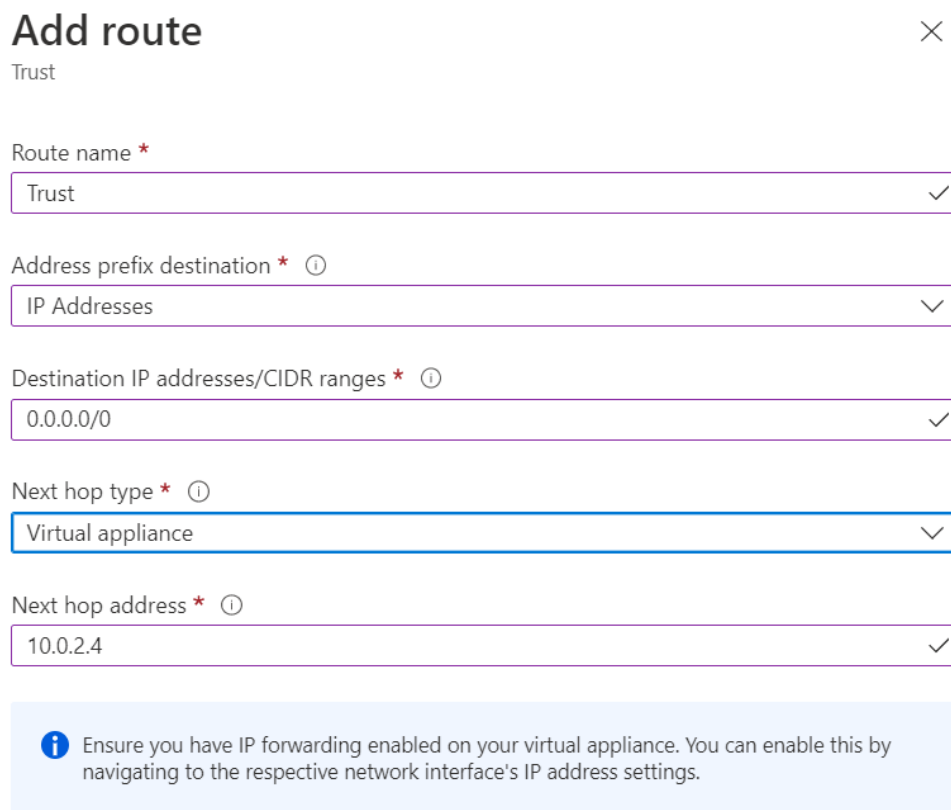 Add route
Trust
Route name *
Trust
Address prefix destination *
IP Addresses
Destination IP addresses/CIDR ranges *
0.0.0.0/0
Next hop type *
Virtual appliance
Next hop address *
10.0.2.4
Ensure you have IP forwarding enabled on your virtual appliance. You can enable this by
navigating to the respective network interface's IP address settings.